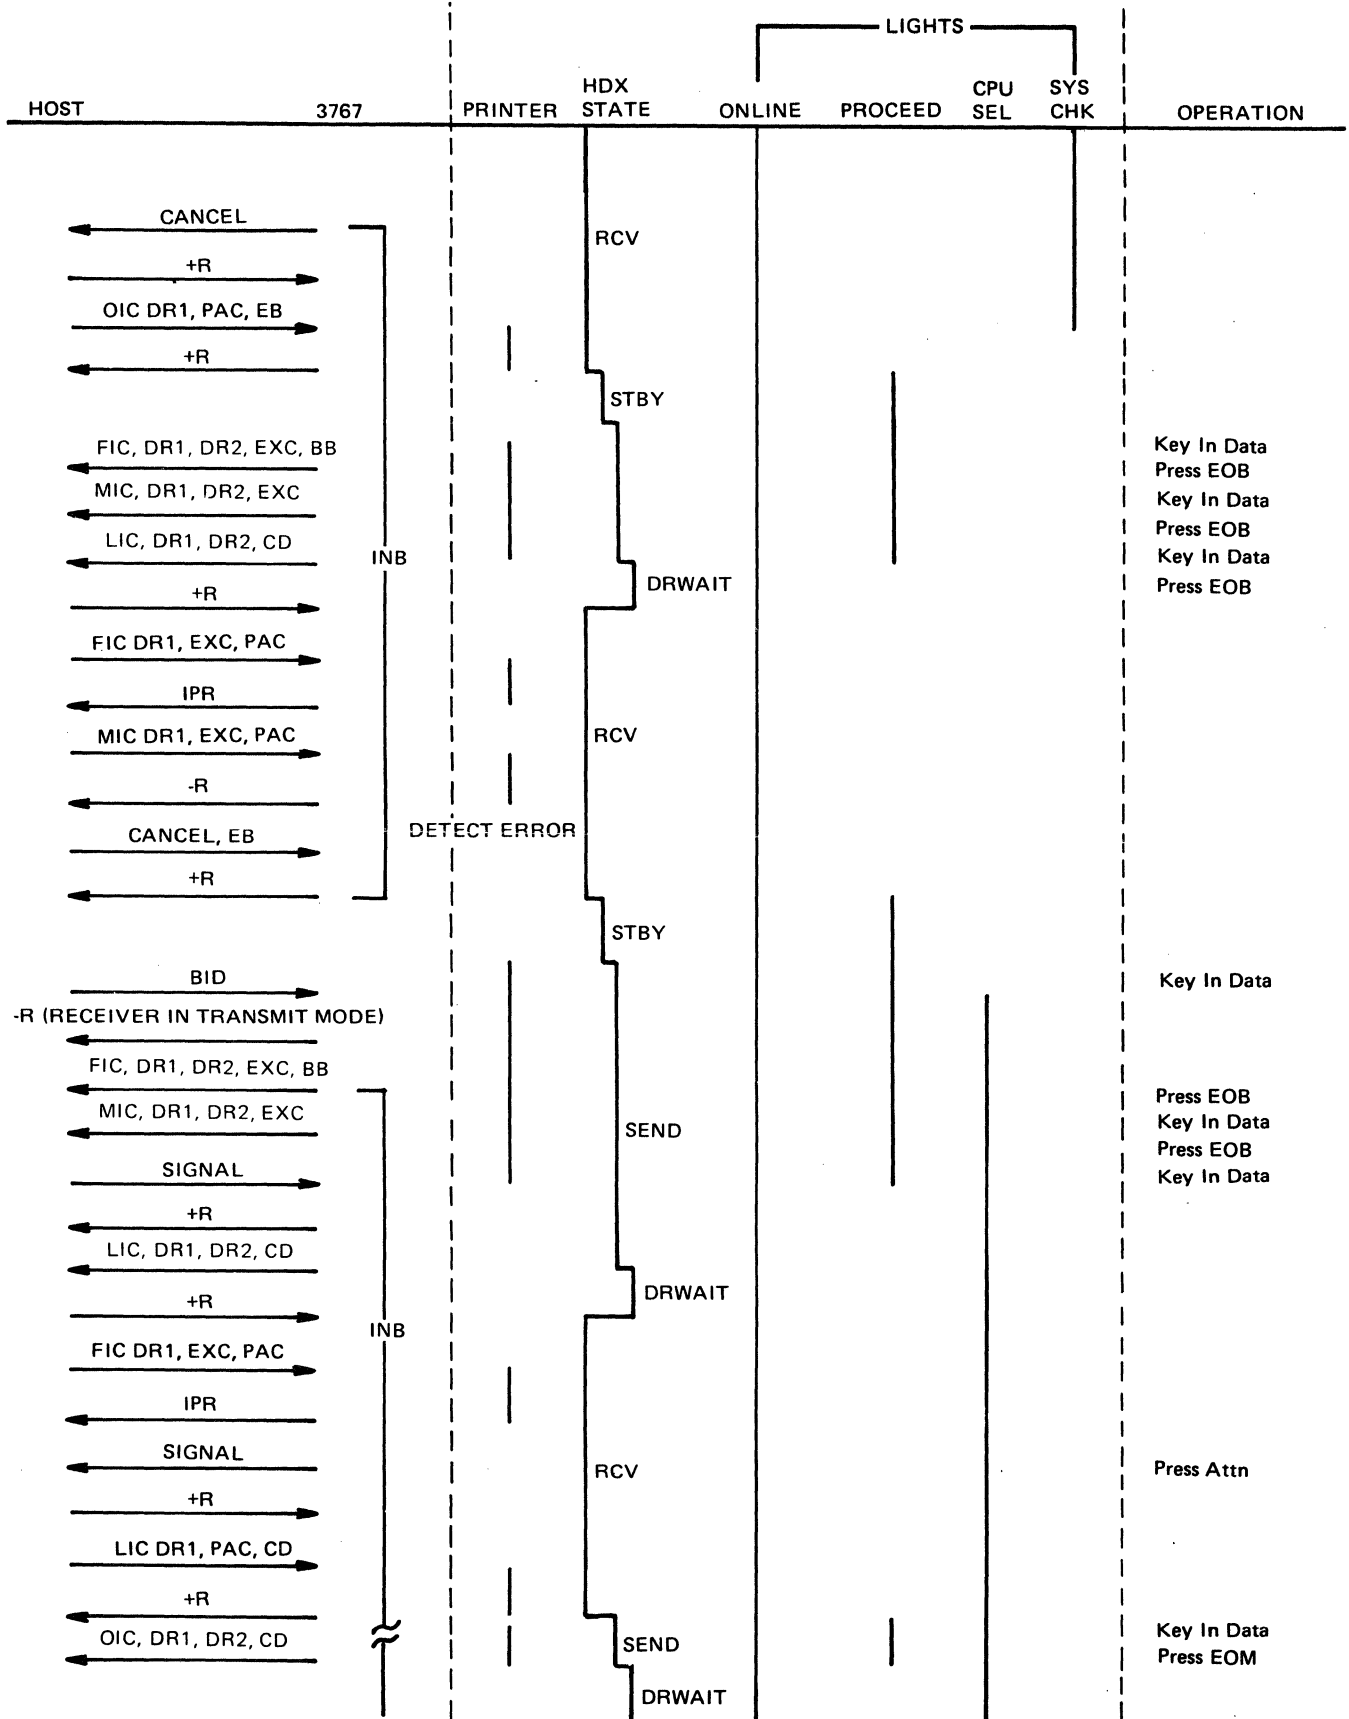 LIGHTS
HOST 3767 PRINTER HDX STATE ONLINE PROCEED CPU SEL SYS CHK OPERATION
CANCEL
RCV
+R
OIC DR1, PAC, EB
+R
STBY
FIC, DR1, DR2, EXC, BB Key In Data
Press EOB
MIC, DR1, DR2, EXC Key In Data
Press EOB
LIC, DR1, DR2, CD Key In Data
INB
DRWAIT Press EOB
+R
FIC DR1, EXC, PAC
IPR
MIC DR1, EXC, PAC RCV
-R
DETECT ERROR
CANCEL, EB
+R
STBY
BID Key In Data
-R (RECEIVER IN TRANSMIT MODE)
FIC, DR1, DR2, EXC, BB
Press EOB
MIC, DR1, DR2, EXC Key In Data
SEND
Press EOB
SIGNAL Key In Data
+R
LIC, DR1, DR2, CD
DRWAIT
+R
INB
FIC DR1, EXC, PAC
IPR
SIGNAL
RCV Press Attn
+R
LIC DR1, PAC, CD
+R
OIC, DR1, DR2, CD Key In Data
SEND
Press EOM
DRWAIT